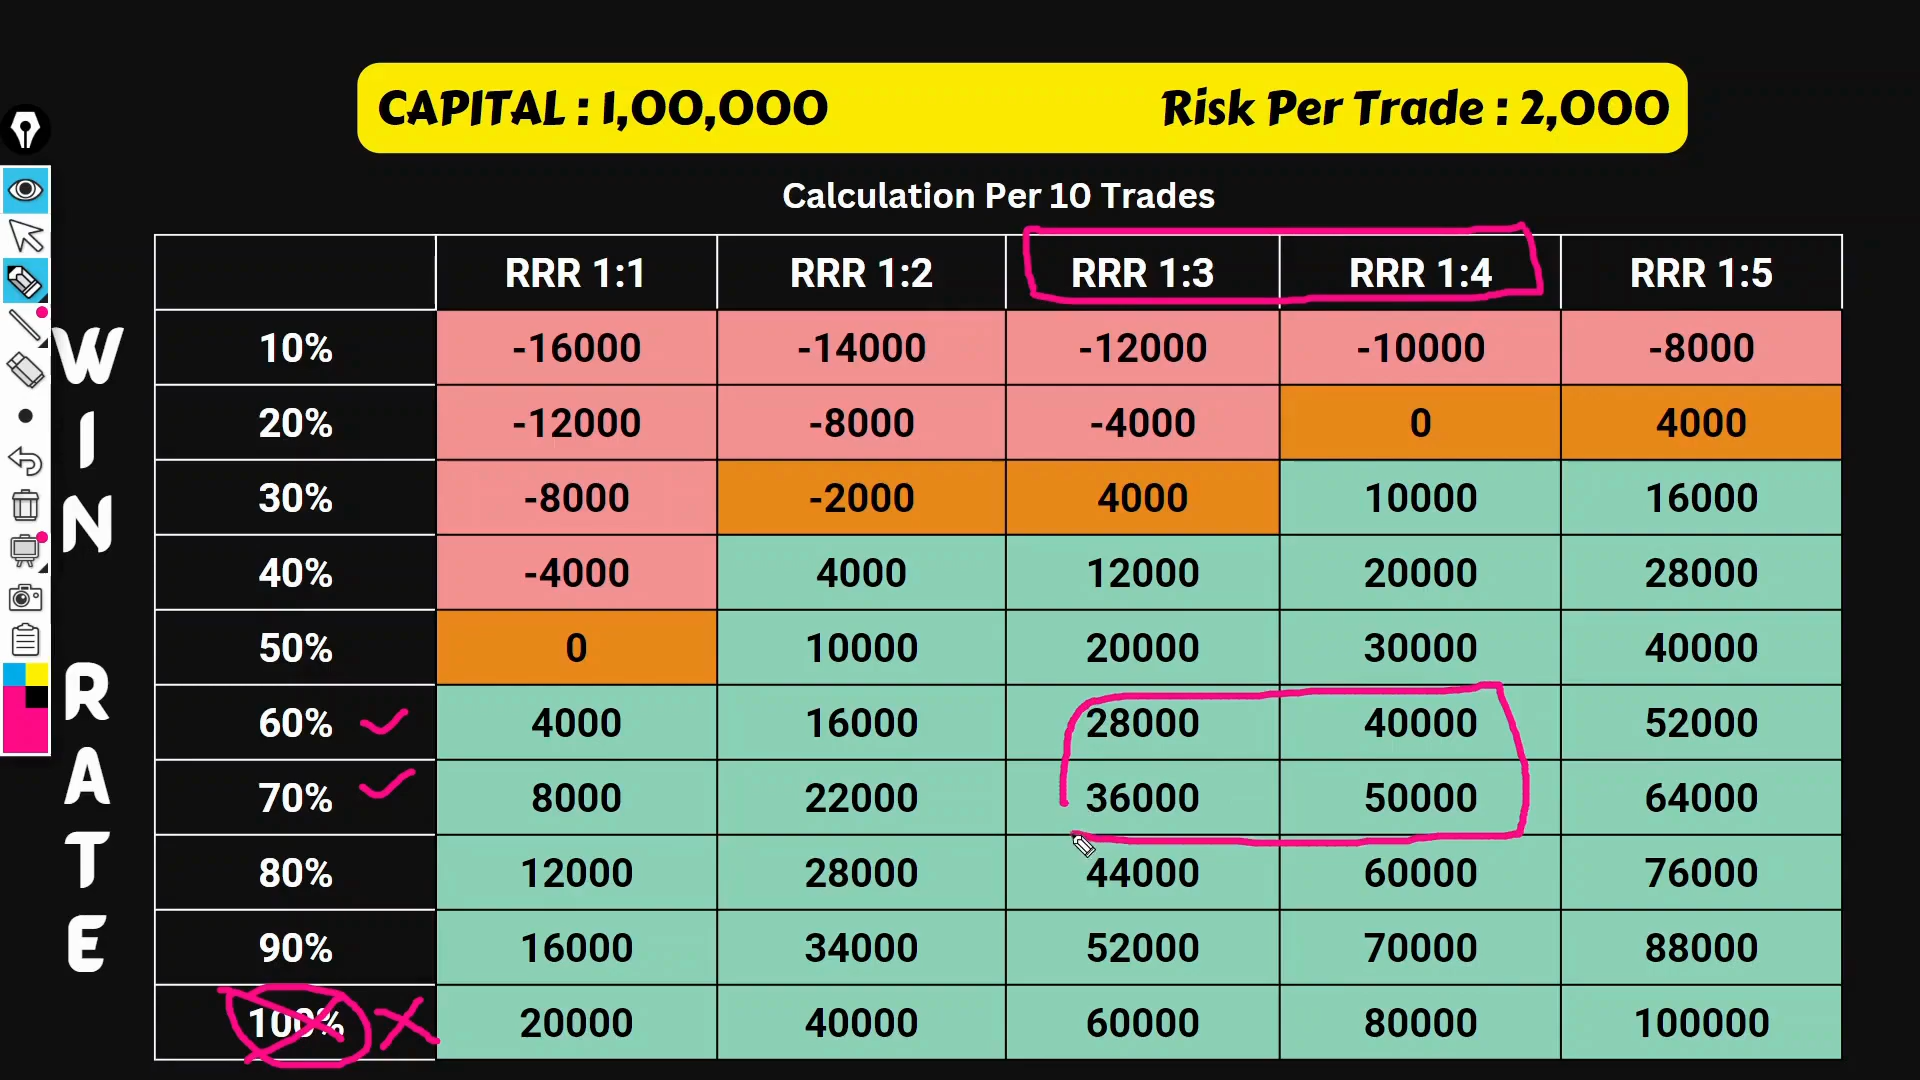 CAPITAL : 1,00,000 Risk Per Trade : 2,000
Calculation Per 10 Trades
RRR 1:1 RRR 1:2 RRR 1:3 RRR 1:4 RRR 1:5
10% -16000 -14000 -12000 -10000 -8000
20% -12000 -8000 -4000 0 4000
30% -8000 -2000 4000 10000 16000
40% -4000 4000 12000 20000 28000
50% 0 10000 20000 30000 40000
60% 4000 16000 28000 40000 52000
70% 8000 22000 36000 50000 64000
80% 12000 28000 44000 60000 76000
90% 16000 34000 52000 70000 88000
100% 20000 40000 60000 80000 100000
WIN RATE